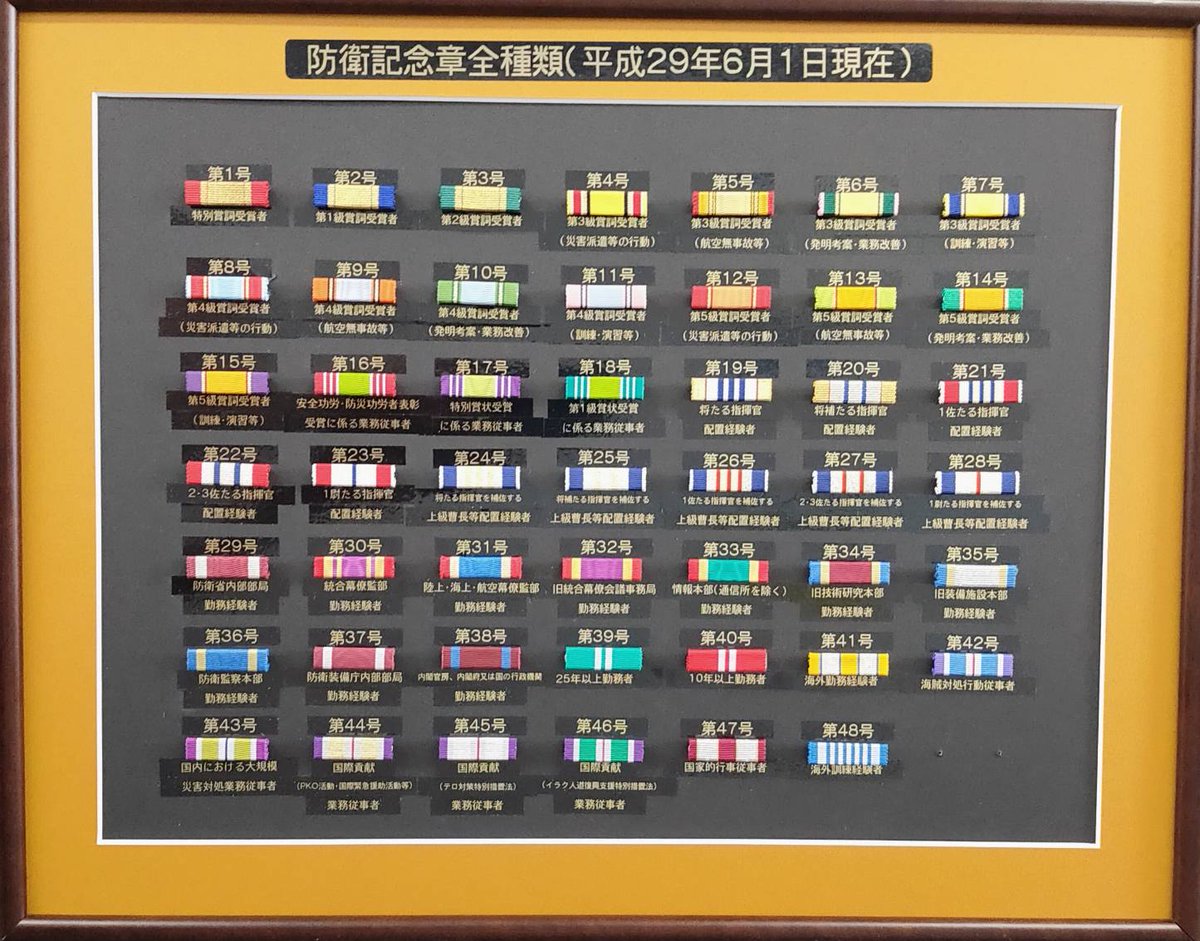 防衛記念章全種類(平成29年6月1日現在)
第1号
特別賞詞受賞者
第2号
第1級賞詞受賞者
第3号
第2級賞詞受賞者
第4号
第3級賞詞受賞者
(災害派遣等の行動)
第5号
第3級賞詞受賞者
(航空無事故等)
第6号
第3級賞詞受賞者
(発明考案・業務改善)
第7号
第3級賞詞受賞者
(訓練・演習等)
第8号
第4級賞詞受賞者
(災害派遣等の行動)
第9号
第4級賞詞受賞者
(航空無事故等)
第10号
第4級賞詞受賞者
(発明考案・業務改善)
第11号
第4級賞詞受賞者
(訓練・演習等)
第12号
第5級賞詞受賞者
(災害派遣等の行動)
第13号
第5級賞詞受賞者
(航空無事故等)
第14号
第5級賞詞受賞者
(発明考案・業務改善)
第15号
第5級賞詞受賞者
(訓練・演習等)
第16号
安全功労・防災功労者表彰
受賞に係る業務従事者
第17号
特別賞状受賞
に係る業務従事者
第18号
第1級賞状受賞
に係る業務従事者
第19号
将たる指揮官
配置経験者
第20号
将補たる指揮官
配置経験者
第21号
1佐たる指揮官
配置経験者
第22号
2・3佐たる指揮官
配置経験者
第23号
1尉たる指揮官
配置経験者
第24号
将たる指揮官を補佐する
上級曹長等配置経験者
第25号
将補たる指揮官を補佐する
上級曹長等配置経験者
第26号
1佐たる指揮官を補佐する
上級曹長等配置経験者
第27号
2・3佐たる指揮官を補佐する
上級曹長等配置経験者
第28号
1尉たる指揮官を補佐する
上級曹長等配置経験者
第29号
防衛省内部部局
勤務経験者
第30号
統合幕僚監部
勤務経験者
第31号
陸上・海上・航空幕僚監部
勤務経験者
第32号
旧統合幕僚会議事務局
勤務経験者
第33号
情報本部(通信所を除く)
勤務経験者
第34号
旧技術研究本部
勤務経験者
第35号
旧装備施設本部
勤務経験者
第36号
防衛監察本部
勤務経験者
第37号
防衛装備庁内部部局
勤務経験者
第38号
内閣官房、内閣府又は国の行政機関
勤務経験者
第39号
25年以上勤務者
第40号
10年以上勤務者
第41号
海外勤務経験者
第42号
海賊対処行動従事者
第43号
国内における大規模
災害対処業務従事者
第44号
国際貢献
(PKO活動・国際緊急援助活動等)
業務従事者
第45号
国際貢献
(テロ対策特別措置法)
業務従事者
第46号
国際貢献
(イラク人道復興支援特別措置法)
業務従事者
第47号
国家的行事従事者
第48号
海外訓練経験者